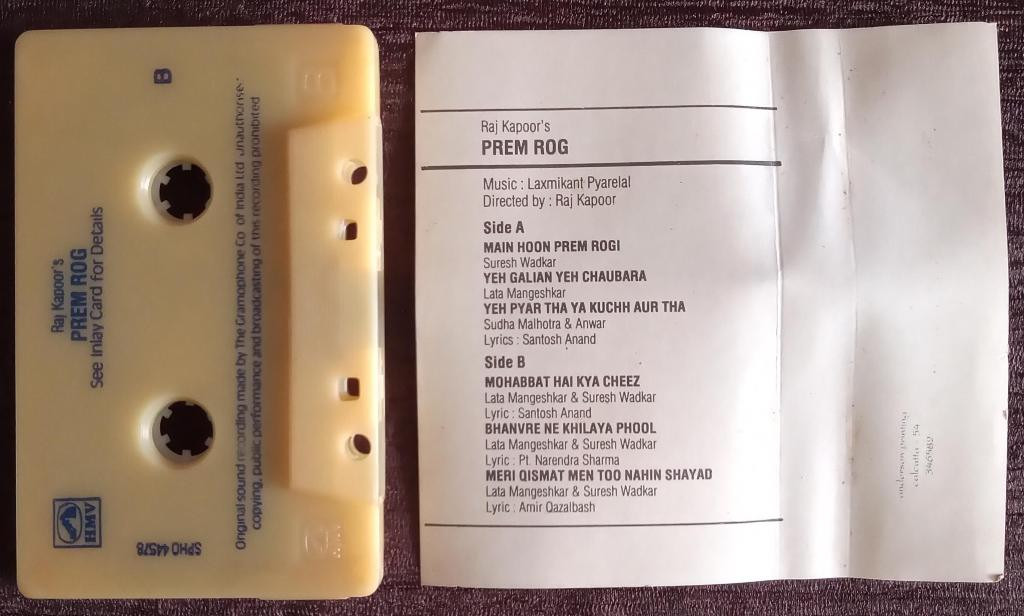 B
Raj Kapoor's
PREM ROG
See Inlay Card for Details
Original sound recording made by The Gramophone Co. of India Ltd. Unauthorised
copying, public performance and broadcasting of this recording prohibited
HMV
SPHO 44578
Raj Kapoor's
PREM ROG
Music : Laxmikant Pyarelal
Directed by : Raj Kapoor
Side A
MAIN HOON PREM ROGI
Suresh Wadkar
YEH GALIAN YEH CHAUBARA
Lata Mangeshkar
YEH PYAR THA YA KUCHH AUR THA
Sudha Malhotra & Anwar
Lyrics : Santosh Anand
Side B
MOHABBAT HAI KYA CHEEZ
Lata Mangeshkar & Suresh Wadkar
Lyric : Santosh Anand
BHANVRE NE KHILAYA PHOOL
Lata Mangeshkar & Suresh Wadkar
Lyric : Pt. Narendra Sharma
MERI QISMAT MEN TOO NAHIN SHAYAD
Lata Mangeshkar & Suresh Wadkar
Lyric : Amir Qazalbash
anderson printing
calcutta - 54